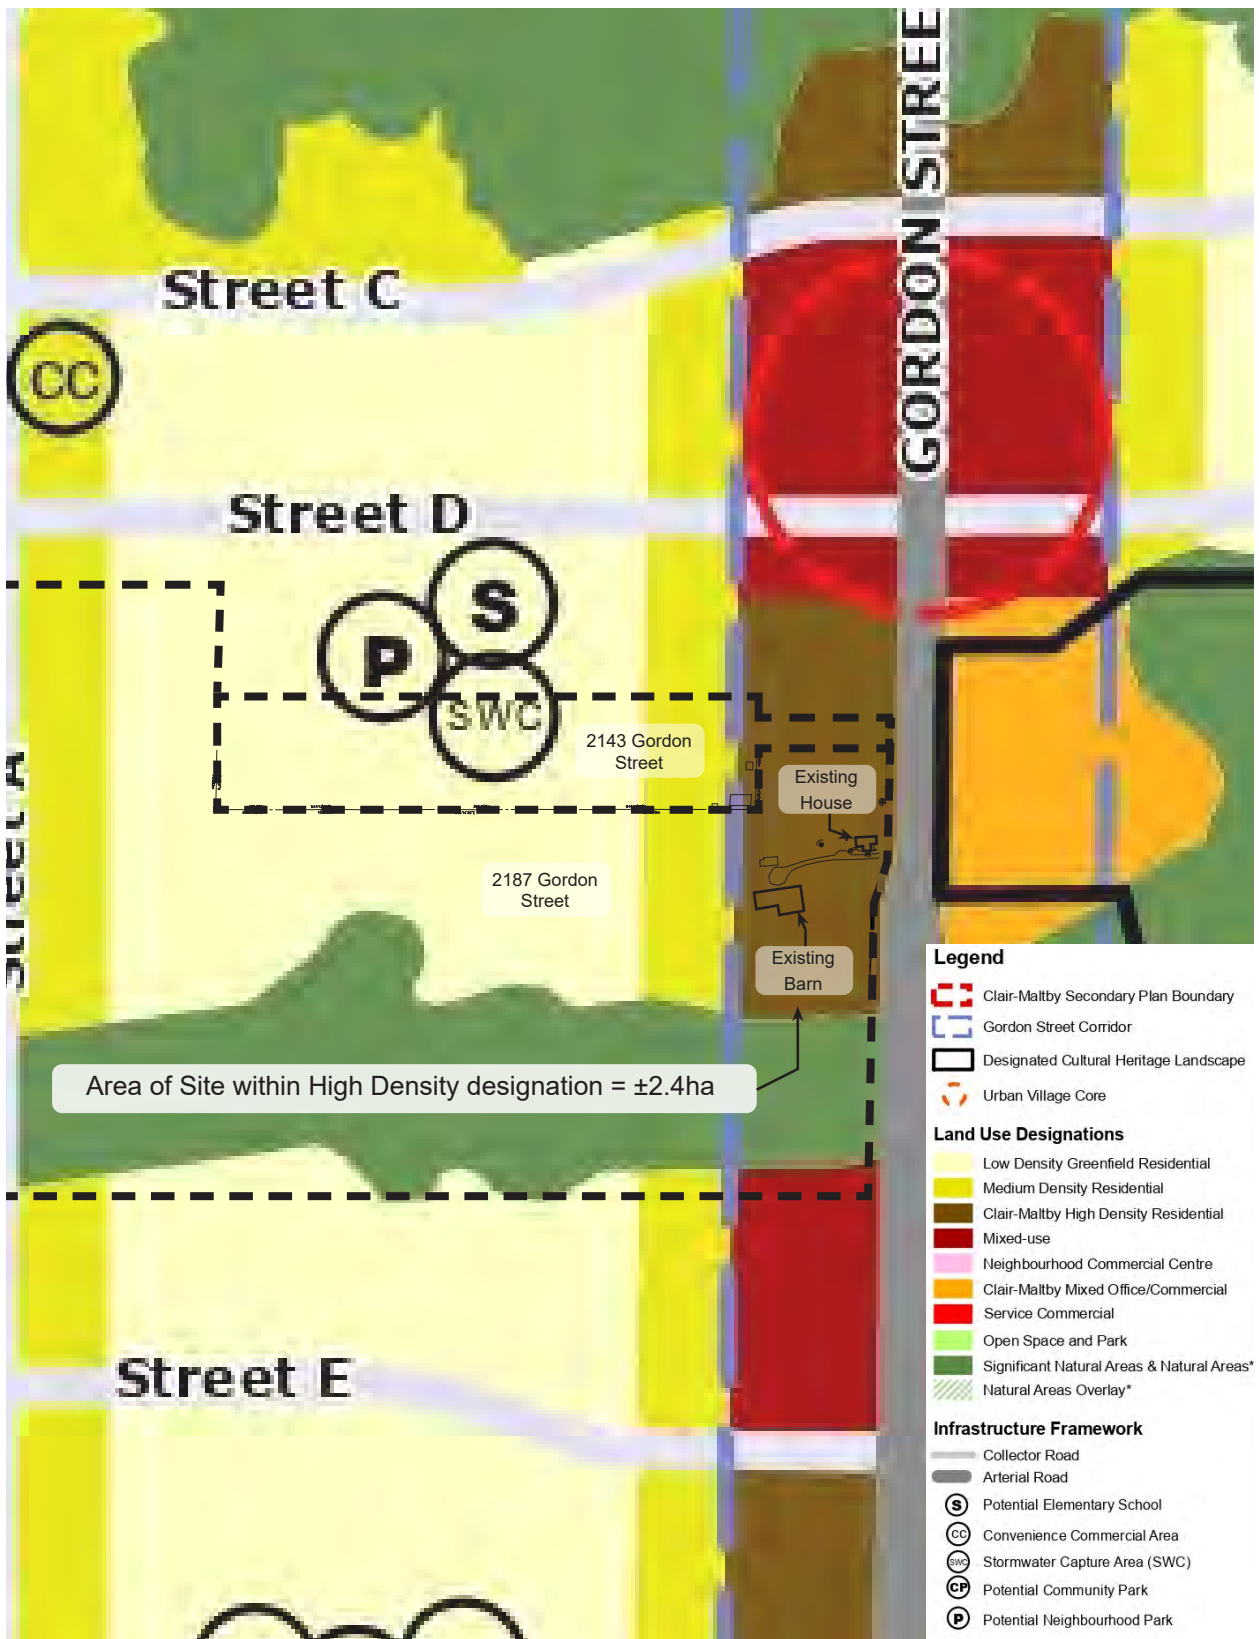 GORDON STREE
Street C
CC
Street D
S
P
SWC
2143 Gordon
Street
Existing
House
Street A
2187 Gordon
Street
Existing
Barn
Area of Site within High Density designation = ±2.4ha
Street E
Legend
Clair-Maltby Secondary Plan Boundary
Gordon Street Corridor
Designated Cultural Heritage Landscape
Urban Village Core
Land Use Designations
Low Density Greenfield Residential
Medium Density Residential
Clair-Maltby High Density Residential
Mixed-use
Neighbourhood Commercial Centre
Clair-Maltby Mixed Office/Commercial
Service Commercial
Open Space and Park
Significant Natural Areas & Natural Areas*
Natural Areas Overlay*
Infrastructure Framework
Collector Road
Arterial Road
S Potential Elementary School
CC Convenience Commercial Area
SWC Stormwater Capture Area (SWC)
CP Potential Community Park
P Potential Neighbourhood Park